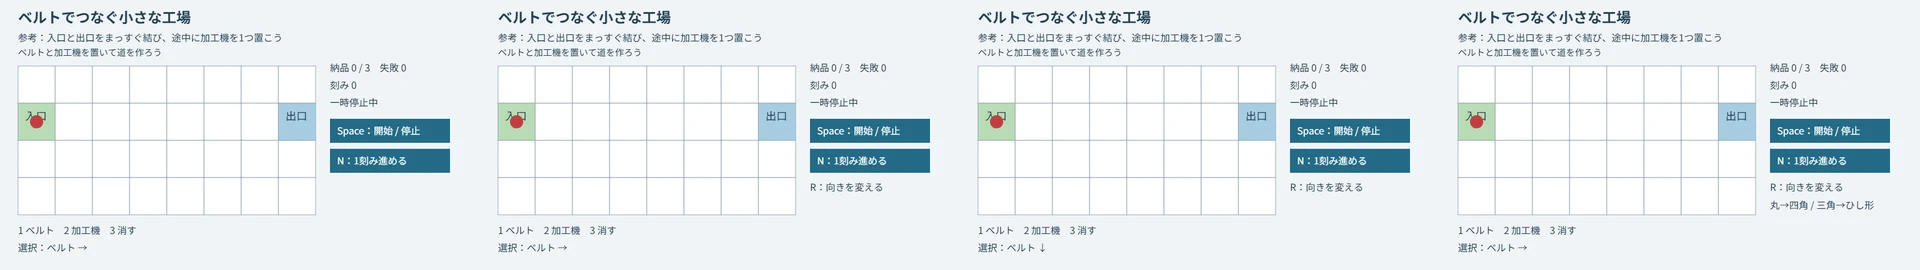 ベルトでつなぐ小さな工場
参考：入口と出口をまっすぐ結び、途中に加工機を1つ置こう
ベルトと加工機を置いて道を作ろう
納品 0 / 3　失敗 0
刻み 0
一時停止中
入口
出口
Space：開始 / 停止
N：1刻み進める
1 ベルト　2 加工機　3 消す
選択：ベルト →
ベルトでつなぐ小さな工場
参考：入口と出口をまっすぐ結び、途中に加工機を1つ置こう
ベルトと加工機を置いて道を作ろう
納品 0 / 3　失敗 0
刻み 0
一時停止中
入口
出口
Space：開始 / 停止
N：1刻み進める
R：向きを変える
1 ベルト　2 加工機　3 消す
選択：ベルト →
ベルトでつなぐ小さな工場
参考：入口と出口をまっすぐ結び、途中に加工機を1つ置こう
ベルトと加工機を置いて道を作ろう
納品 0 / 3　失敗 0
刻み 0
一時停止中
入口
出口
Space：開始 / 停止
N：1刻み進める
R：向きを変える
1 ベルト　2 加工機　3 消す
選択：ベルト ↓
ベルトでつなぐ小さな工場
参考：入口と出口をまっすぐ結び、途中に加工機を1つ置こう
ベルトと加工機を置いて道を作ろう
納品 0 / 3　失敗 0
刻み 0
一時停止中
入口
出口
Space：開始 / 停止
N：1刻み進める
R：向きを変える
丸→四角 / 三角→ひし形
1 ベルト　2 加工機　3 消す
選択：ベルト →